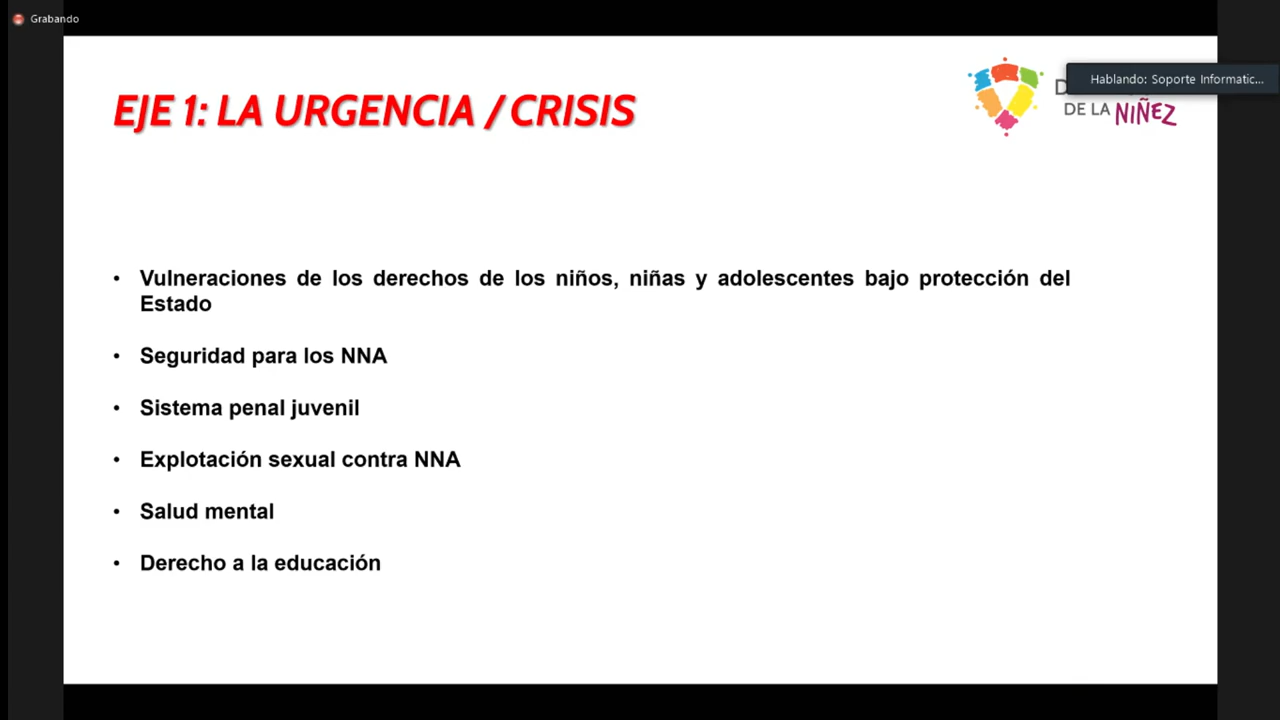 Grabando
Hablando: Soporte Informatic...
EJE 1: LA URGENCIA / CRISIS
DE LA NIÑEZ
• Vulneraciones de los derechos de los niños, niñas y adolescentes bajo protección del
Estado
• Seguridad para los NNA
• Sistema penal juvenil
• Explotación sexual contra NNA
• Salud mental
• Derecho a la educación